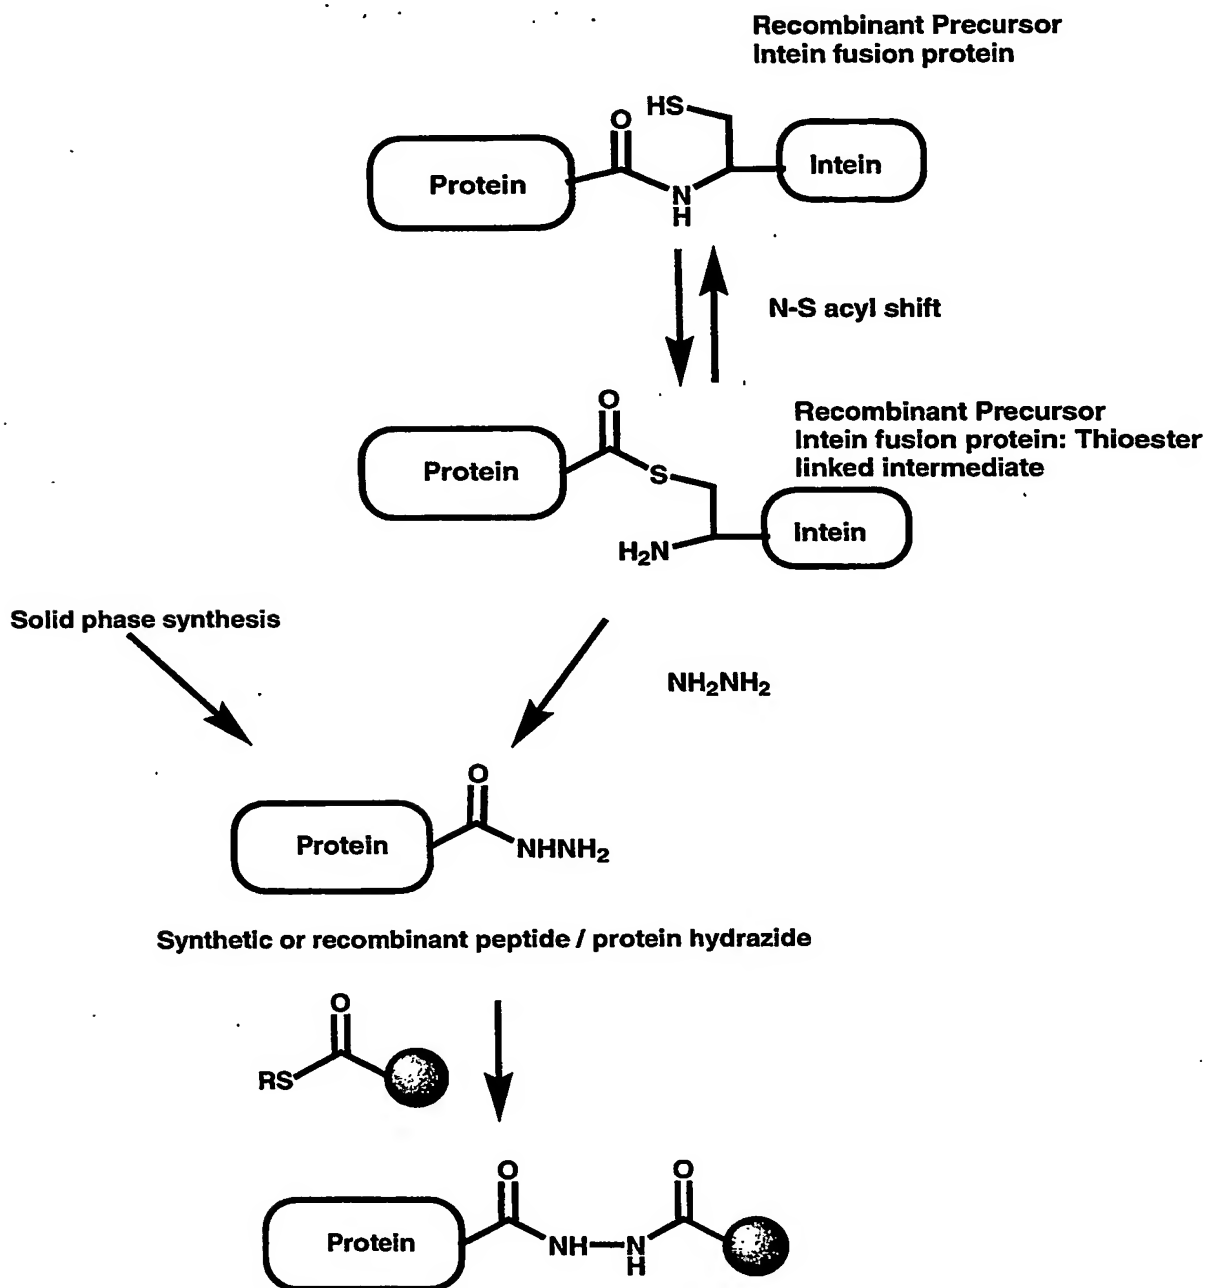 Recombinant Precursor
Intein fusion protein
HS
O
Protein
N
H
Intein
N-S acyl shift
O
Recombinant Precursor
Intein fusion protein: Thioester
linked intermediate
Protein
S
H₂N
Intein
Solid phase synthesis
NH₂NH₂
O
Protein
NHNH₂
Synthetic or recombinant peptide / protein hydrazide
O
RS
O
O
Protein
NH
N
H